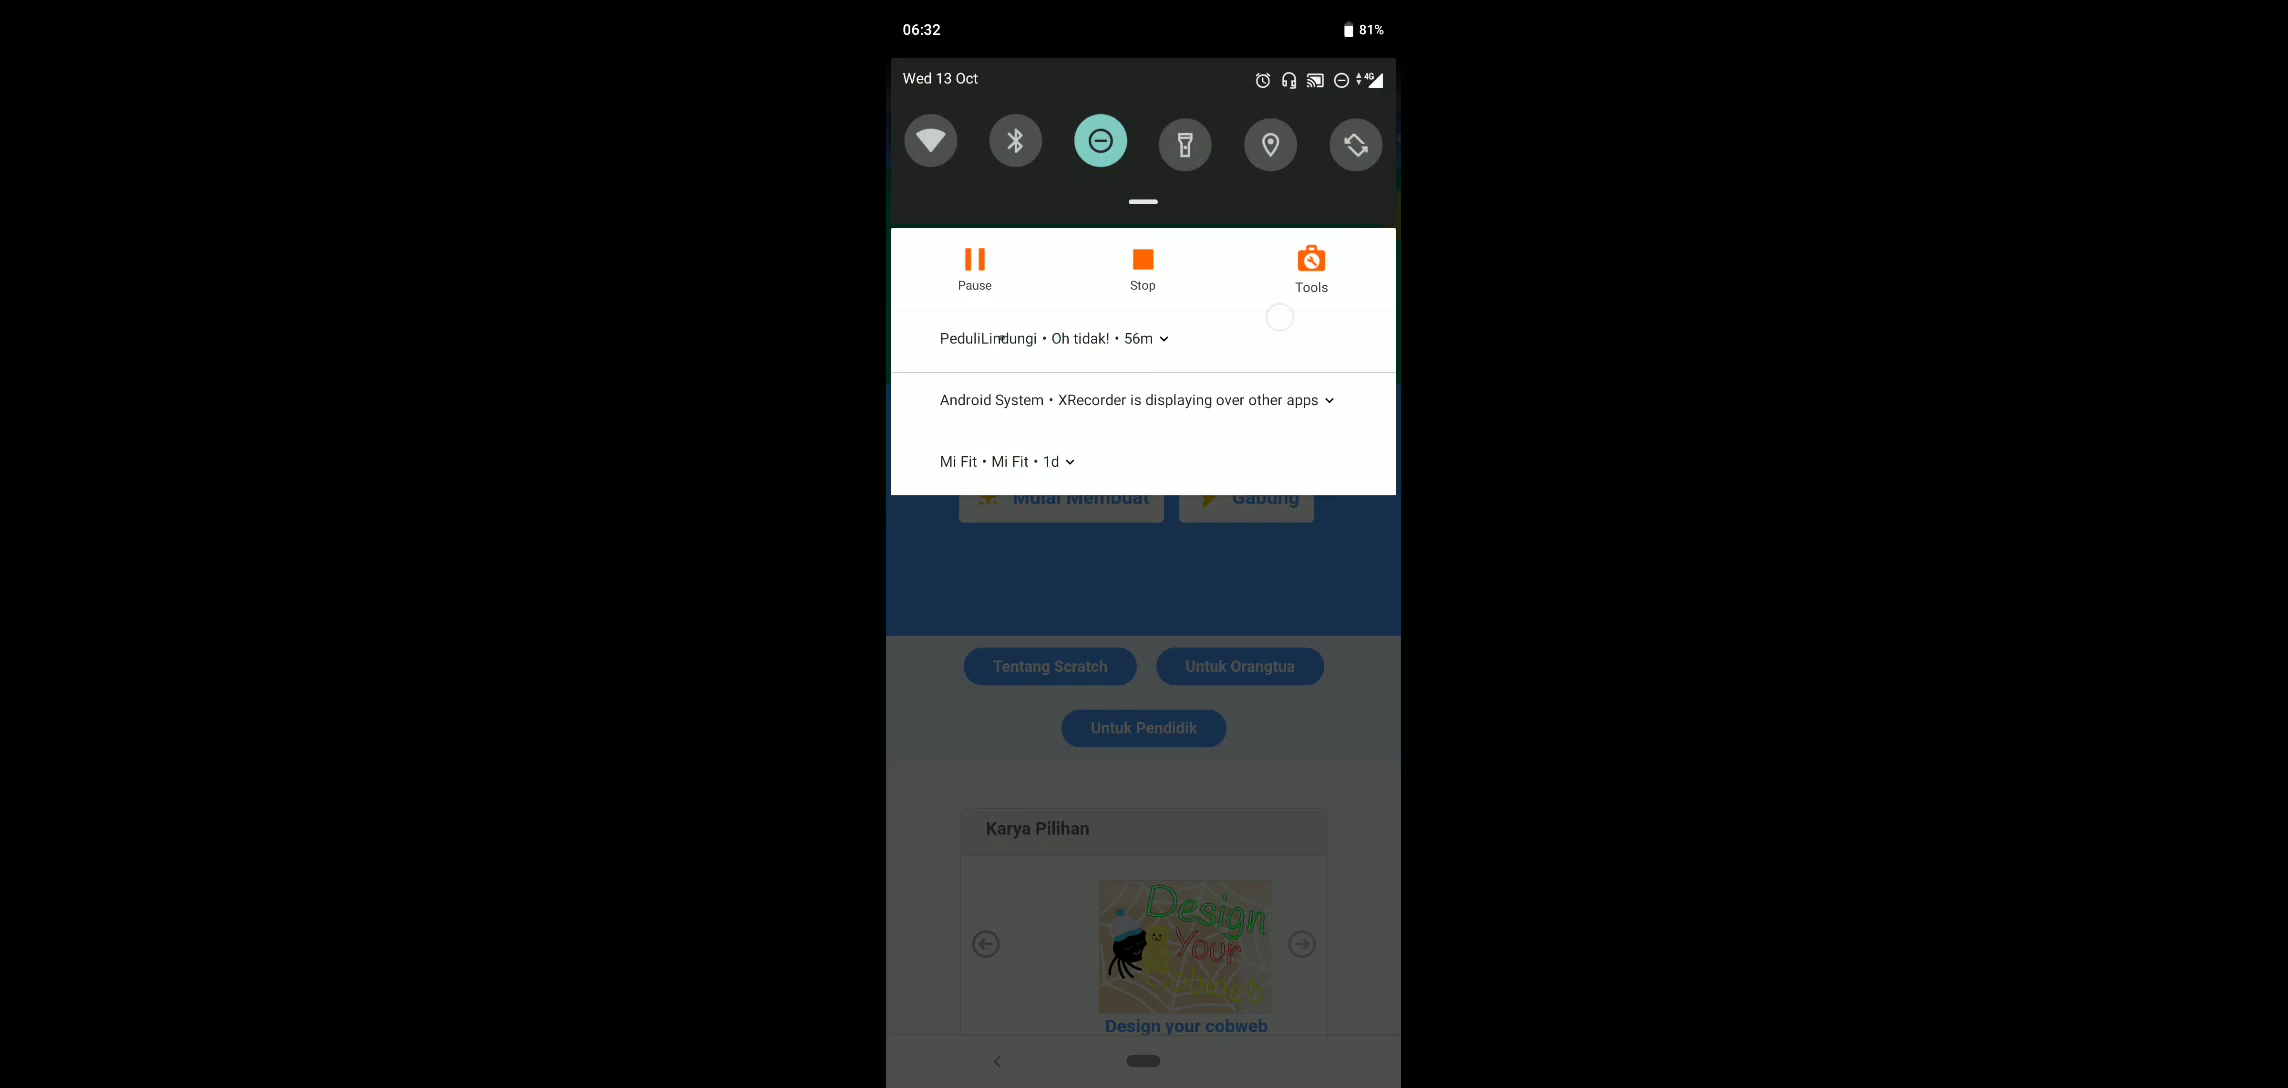 06:32
81%
Wed 13 Oct
4G
Pause
Stop
Tools
PeduliLindungi • Oh tidak! • 56m
Android System • XRecorder is displaying over other apps
Mi Fit • Mi Fit • 1d
Mulai Membuat
Gabung
Tentang Scratch
Untuk Orangtua
Untuk Pendidik
Karya Pilihan
Design
Your
Cobweb
Design your cobweb